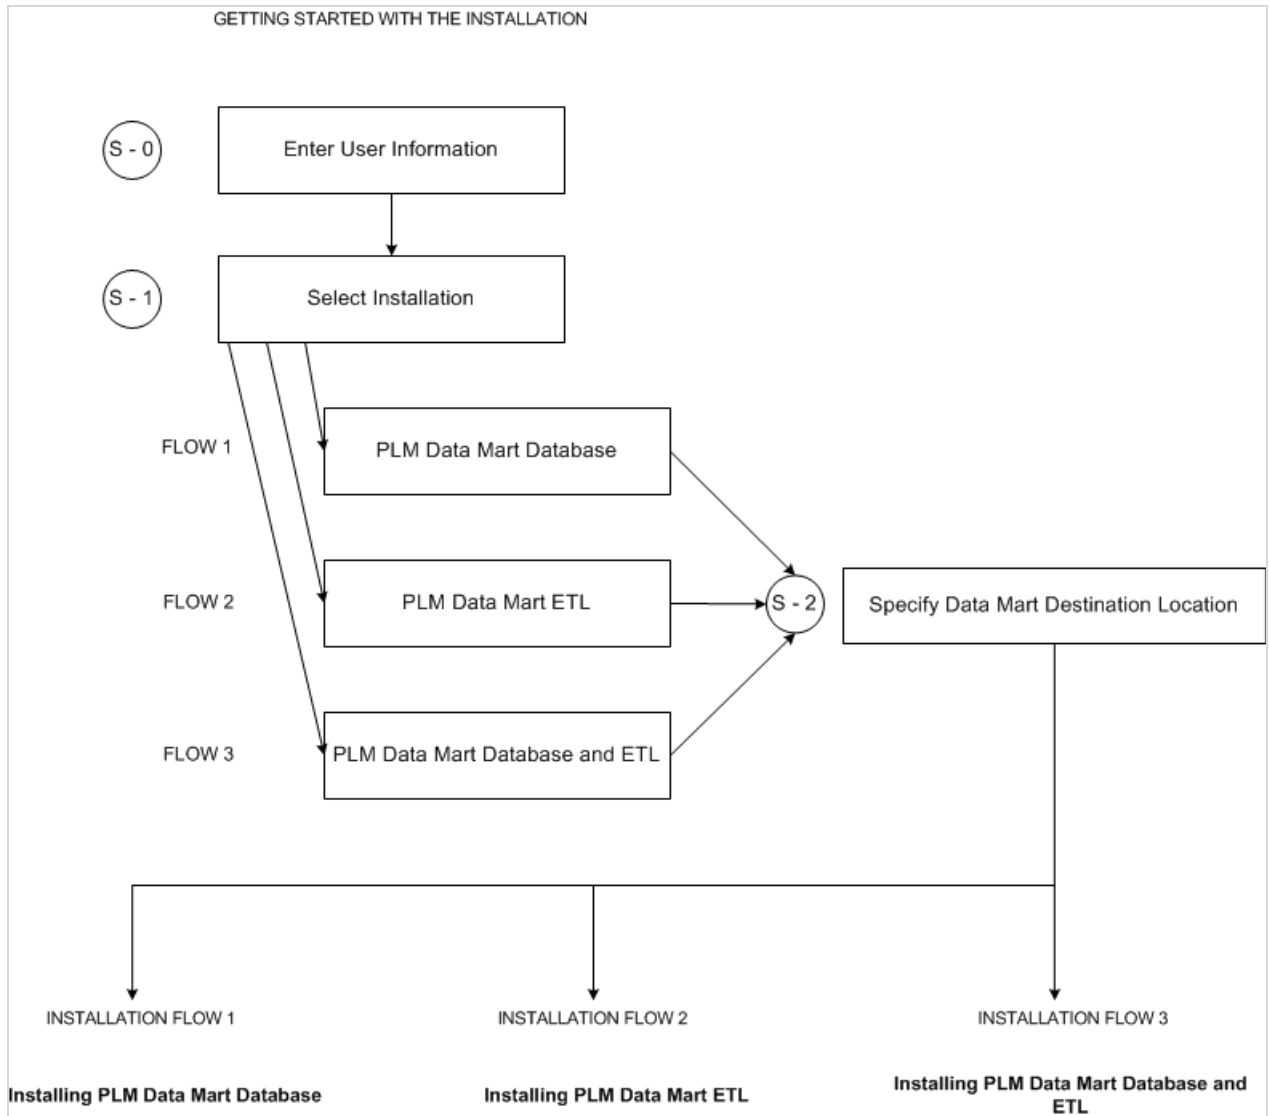 GETTING STARTED WITH THE INSTALLATION
S - 0
Enter User Information
S - 1
Select Installation
FLOW 1
PLM Data Mart Database
FLOW 2
PLM Data Mart ETL
S - 2
Specify Data Mart Destination Location
FLOW 3
PLM Data Mart Database and ETL
INSTALLATION FLOW 1
INSTALLATION FLOW 2
INSTALLATION FLOW 3
Installing PLM Data Mart Database
Installing PLM Data Mart ETL
Installing PLM Data Mart Database and
ETL